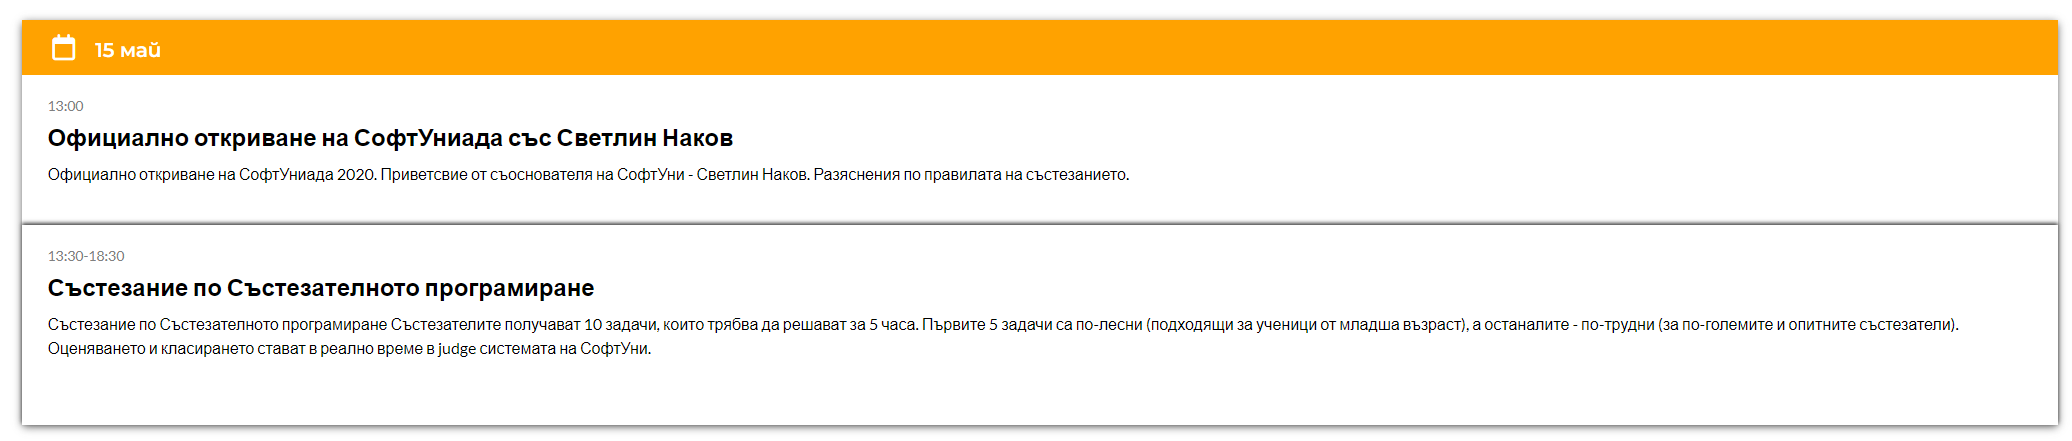 15 май
13:00
Официално откриване на СофтУниада със Светлин Наков
Официално откриване на СофтУниада 2020. Приветсвие от съоснователя на СофтУни - Светлин Наков. Разяснения по правилата на състезанието.
13:30-18:30
Състезание по Състезателното програмиране
Състезание по Състезателното програмиране Състезателите получават 10 задачи, които трябва да решават за 5 часа. Първите 5 задачи са по-лесни (подходящи за ученици от младша възраст), а останалите - по-трудни (за по-големите и опитните състезатели).
Оценяването и класирането стават в реално време в judge системата на СофтУни.